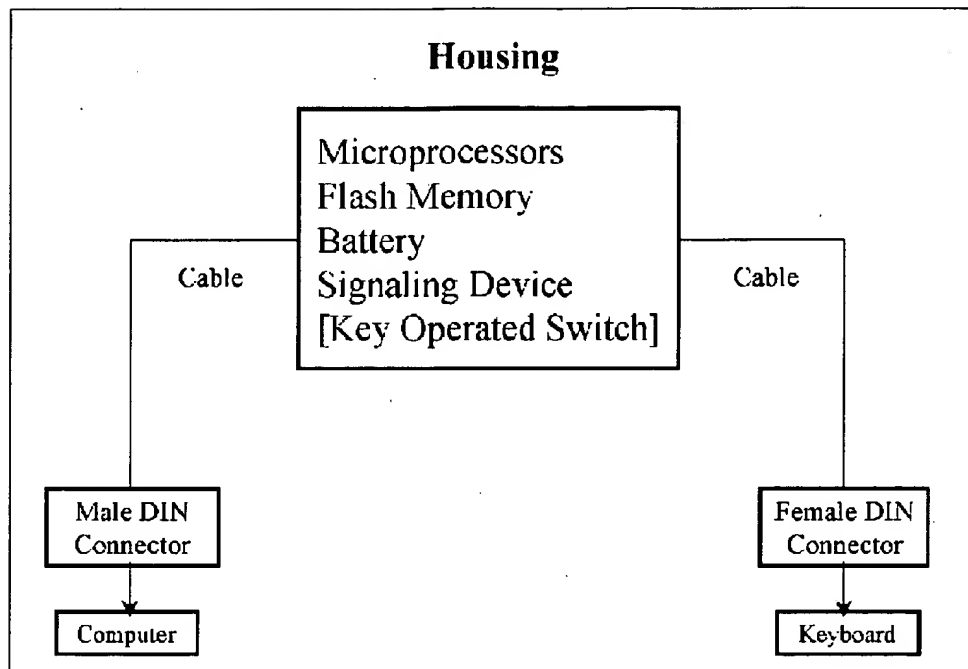 Housing
Microprocessors
Flash Memory
Battery
Signaling Device
[Key Operated Switch]
Cable
Cable
Male DIN
Connector
Female DIN
Connector
Computer
Keyboard